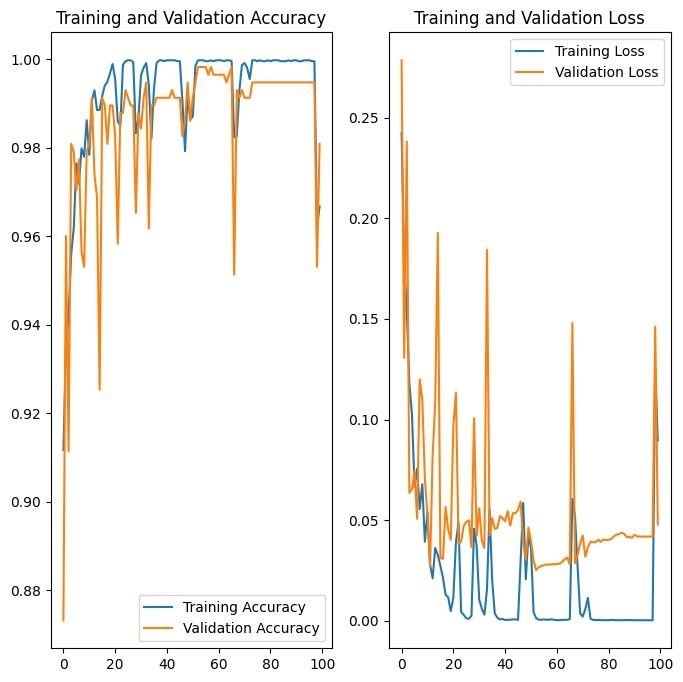 Training and Validation Accuracy
1.00
0.98
0.96
0.94
0.92
0.90
0.88
Training Accuracy
Validation Accuracy
0 20 40 60 80 100
Training and Validation Loss
Training Loss
Validation Loss
0.25
0.20
0.15
0.10
0.05
0.00
0 20 40 60 80 100